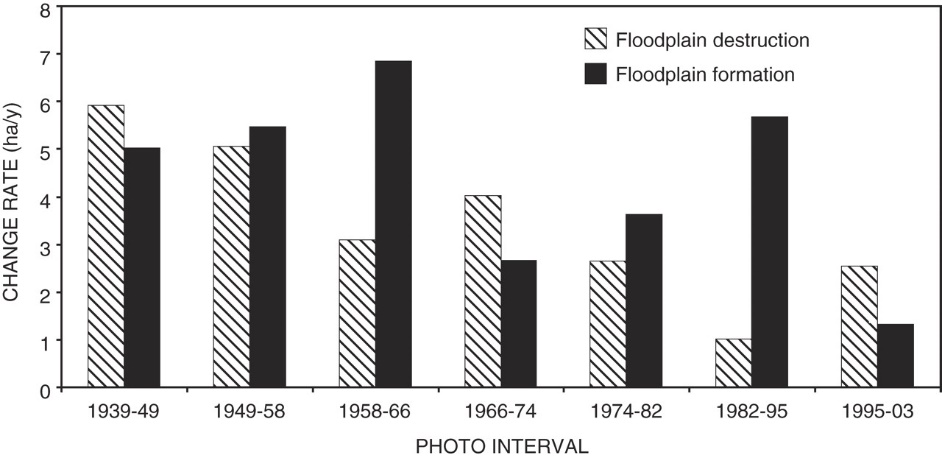 8
7
6
5
4
3
2
1
0
CHANGE RATE (ha/y)
Floodplain destruction
Floodplain formation
1939-49 1949-58 1958-66 1966-74 1974-82 1982-95 1995-03
PHOTO INTERVAL